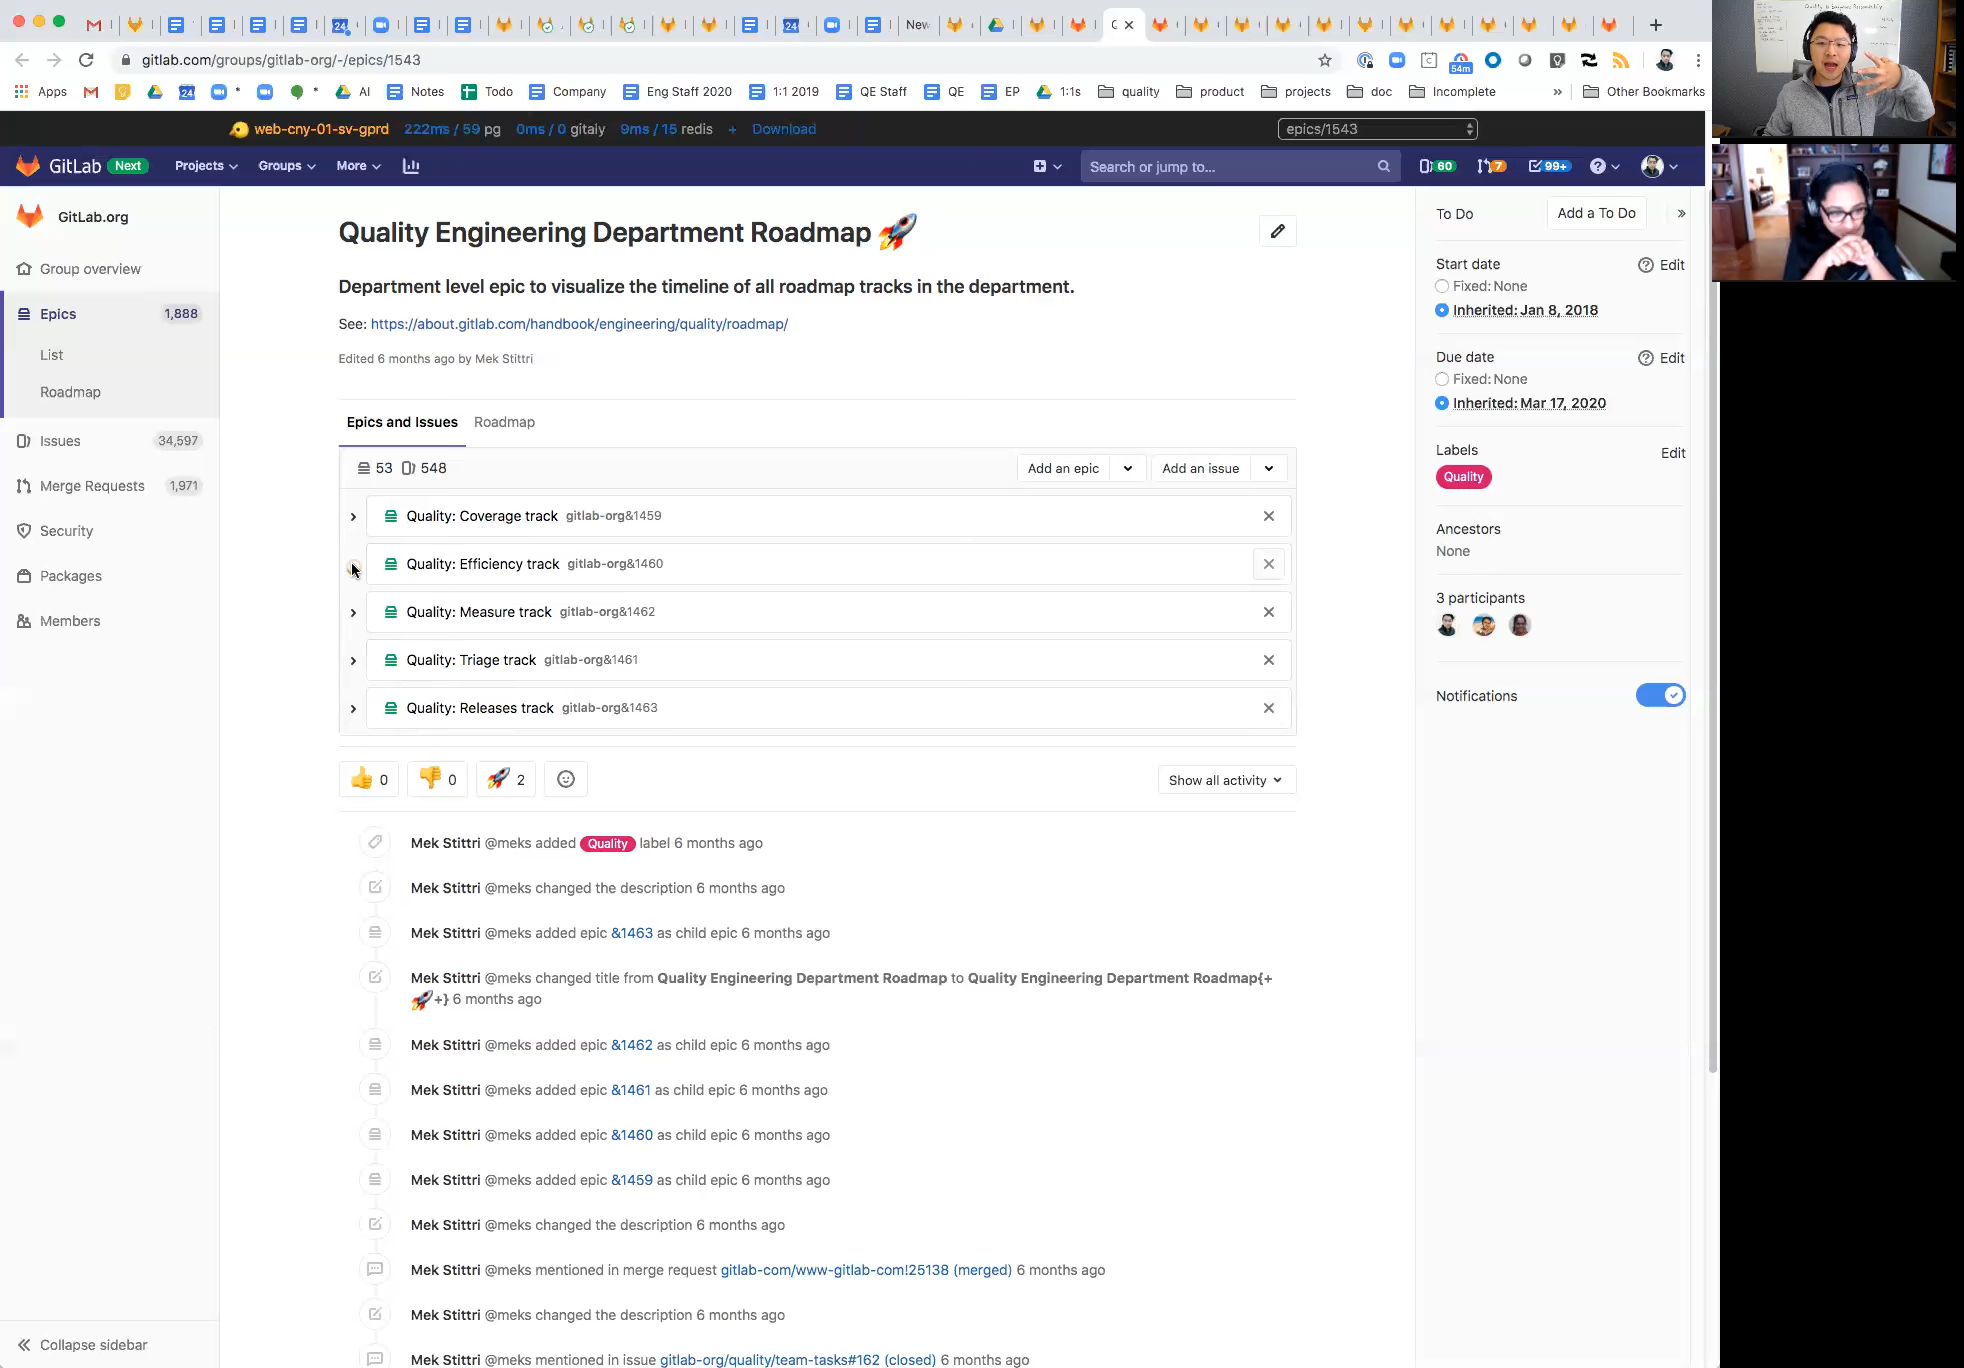 New
gitlab.com/groups/gitlab-org/-/epics/1543
54m
Apps 24 AI Notes Todo Company Eng Staff 2020 1:1 2019 QE Staff QE EP 1:1s quality product projects doc Incomplete » Other Bookmarks
web-cny-01-sv-gprd 222ms / 59 pg 0ms / 0 gitaly 9ms / 15 redis + Download epics/1543
GitLab Next Projects Groups More Search or jump to... 60 7 99+
GitLab.org
Group overview
Epics 1,888
List
Roadmap
Issues 34,597
Merge Requests 1,971
Security
Packages
Members
Collapse sidebar
Quality Engineering Department Roadmap 🚀
Department level epic to visualize the timeline of all roadmap tracks in the department.
See: https://about.gitlab.com/handbook/engineering/quality/roadmap/
Edited 6 months ago by Mek Stittri
Epics and Issues Roadmap
53 548 Add an epic Add an issue
Quality: Coverage track gitlab-org&1459
Quality: Efficiency track gitlab-org&1460
Quality: Measure track gitlab-org&1462
Quality: Triage track gitlab-org&1461
Quality: Releases track gitlab-org&1463
👍 0 👎 0 🚀 2 Show all activity
Mek Stittri @meks added Quality label 6 months ago
Mek Stittri @meks changed the description 6 months ago
Mek Stittri @meks added epic &1463 as child epic 6 months ago
Mek Stittri @meks changed title from Quality Engineering Department Roadmap to Quality Engineering Department Roadmap{+
🚀+} 6 months ago
Mek Stittri @meks added epic &1462 as child epic 6 months ago
Mek Stittri @meks added epic &1461 as child epic 6 months ago
Mek Stittri @meks added epic &1460 as child epic 6 months ago
Mek Stittri @meks added epic &1459 as child epic 6 months ago
Mek Stittri @meks changed the description 6 months ago
Mek Stittri @meks mentioned in merge request gitlab-com/www-gitlab-com!25138 (merged) 6 months ago
Mek Stittri @meks changed the description 6 months ago
Mek Stittri @meks mentioned in issue gitlab-org/quality/team-tasks#162 (closed) 6 months ago
To Do Add a To Do »
Start date Edit
Fixed: None
Inherited: Jan 8, 2018
Due date Edit
Fixed: None
Inherited: Mar 17, 2020
Labels Edit
Quality
Ancestors
None
3 participants
Notifications